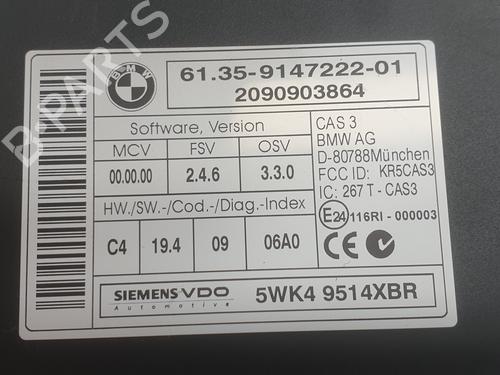 B-PARTS
BMW
61.35-9147222-01
2090903864
Software, Version
MCV FSV OSV
00.00.00 2.4.6 3.3.0
HW./SW.-/Cod.-/Diag.-Index
C4 19.4 09 06A0
CAS 3
BMW AG
D-80788München
FCC ID: KR5CAS3
IC: 267 T - CAS3
E24 116RI - 000003
CE
SIEMENS VDO
Automotive
5WK4 9514XBR